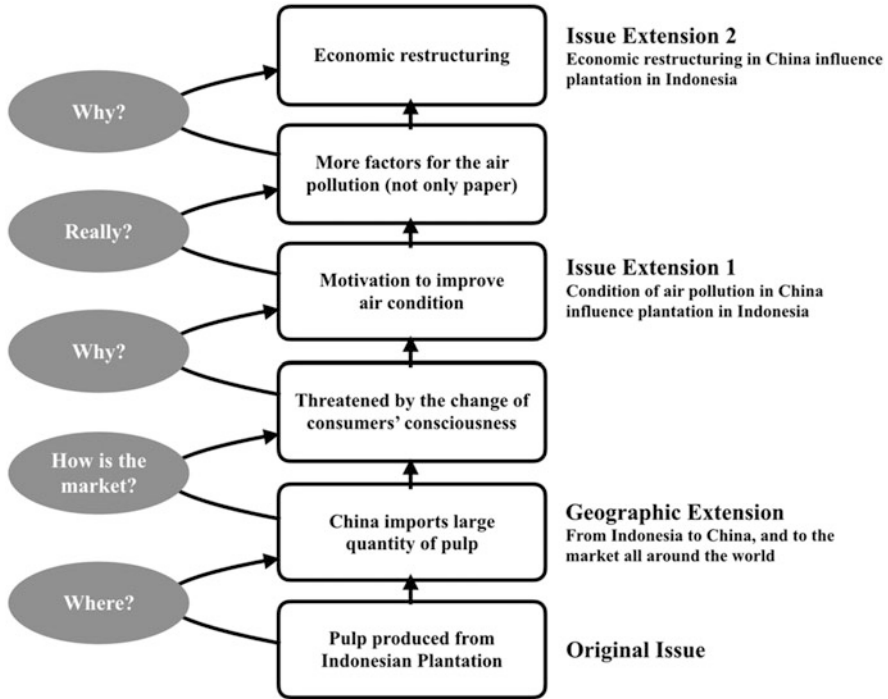 Economic restructuring
Issue Extension 2
Economic restructuring in China influence
plantation in Indonesia
Why?
More factors for the air
pollution (not only paper)
Really?
Motivation to improve
air condition
Issue Extension 1
Condition of air pollution in China
influence plantation in Indonesia
Why?
Threatened by the change of
consumers’ consciousness
How is the
market?
China imports large
quantity of pulp
Geographic Extension
From Indonesia to China, and to the
market all around the world
Where?
Pulp produced from
Indonesian Plantation
Original Issue